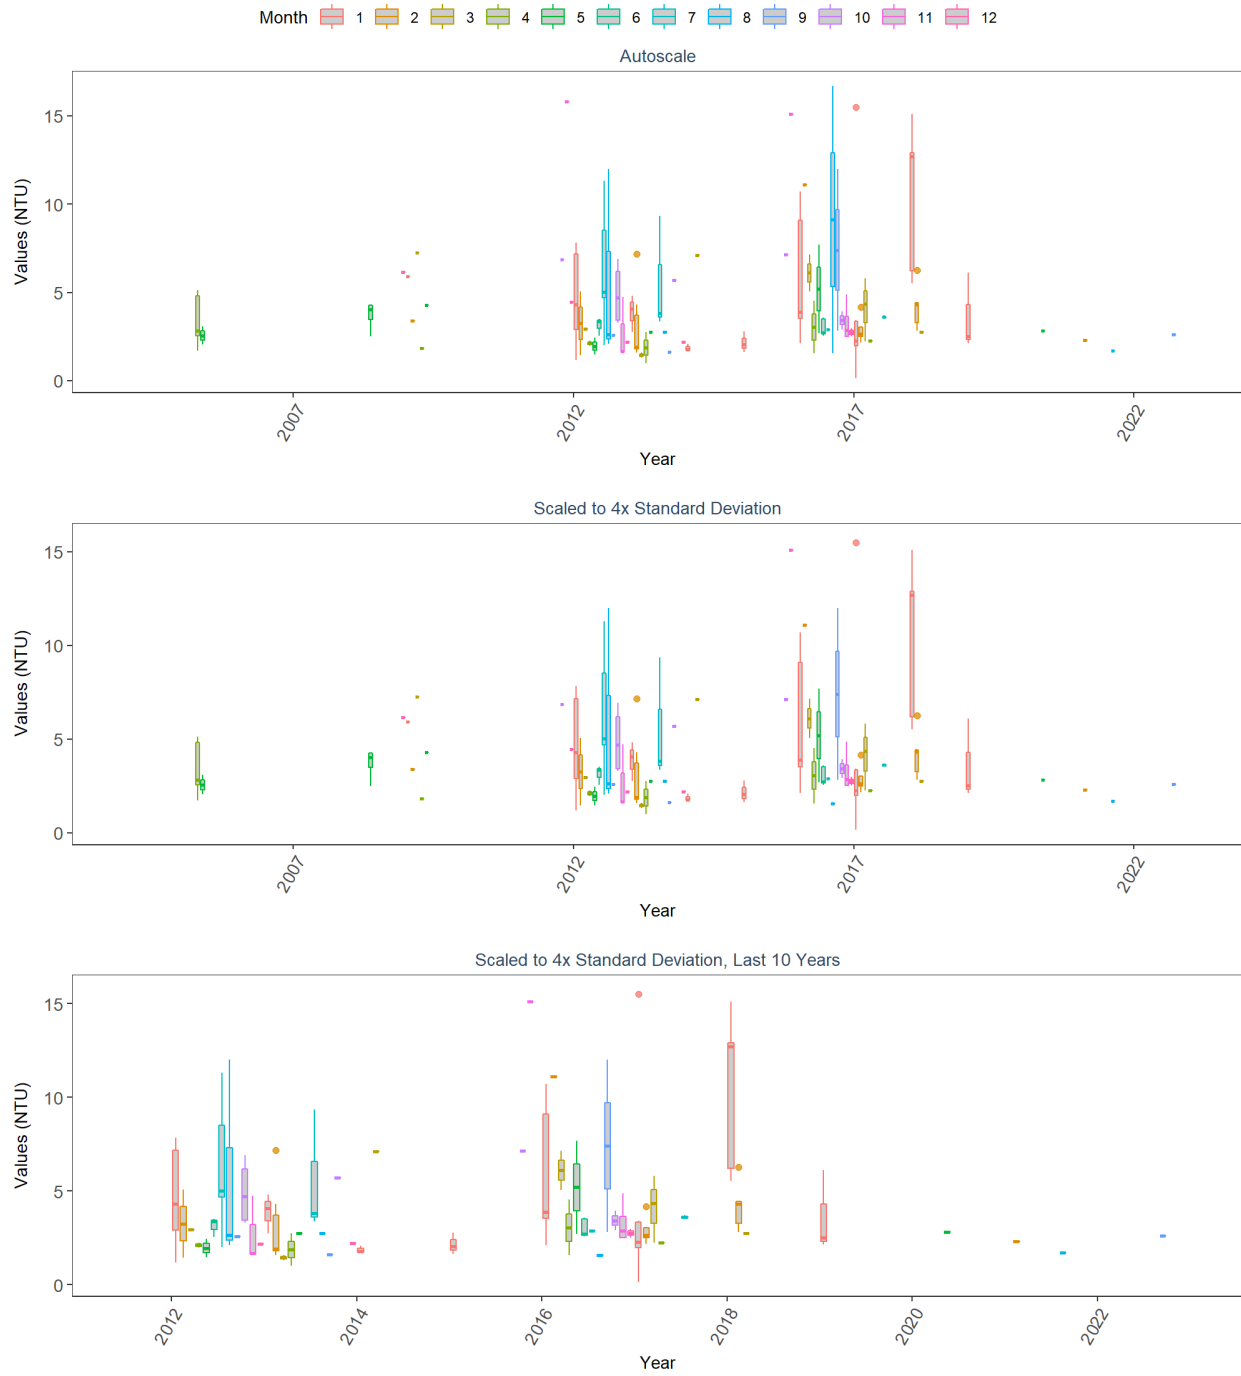 Month 1 2 3 4 5 6 7 8 9 10 11 12
Autoscale
Values (NTU)
15
10
5
0
2007 2012 2017 2022
Year
Scaled to 4x Standard Deviation
Values (NTU)
15
10
5
0
2007 2012 2017 2022
Year
Scaled to 4x Standard Deviation, Last 10 Years
Values (NTU)
15
10
5
0
2012 2014 2016 2018 2020 2022
Year